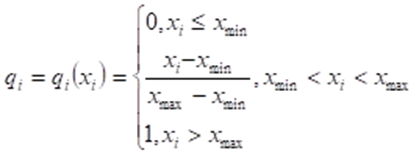 q_i = q_i(x_i) = { 0, x_i ≤ x_min
x_i − x_min / x_max − x_min , x_min < x_i < x_max
1, x_i > x_max